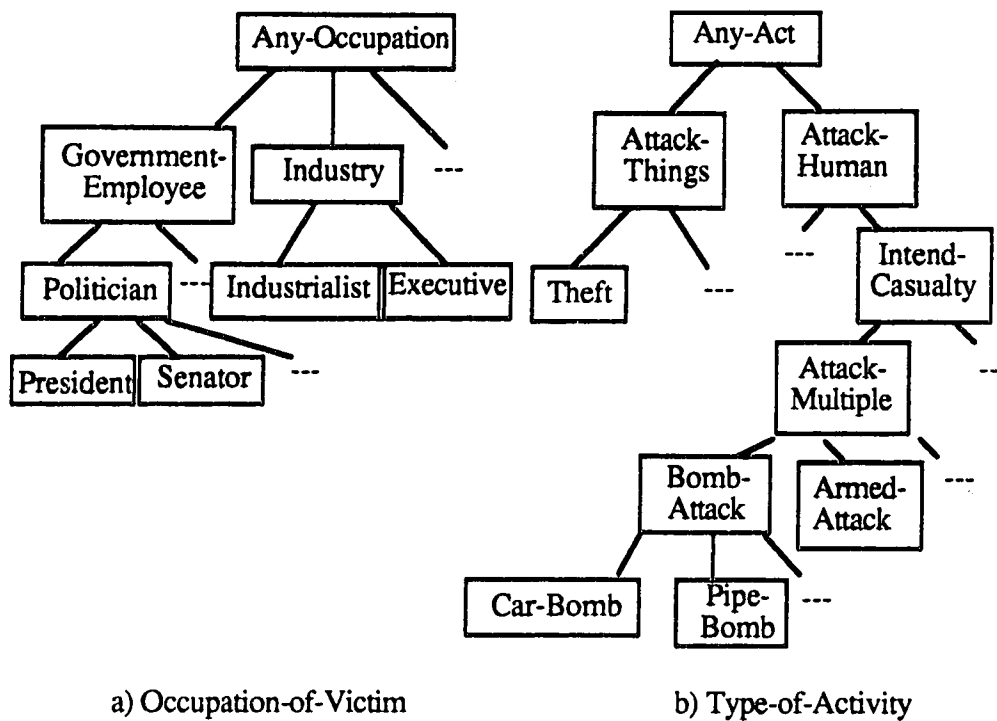 Any-Occupation
Government-
Employee
Industry
---
Politician
---
Industrialist
Executive
President
Senator
---
a) Occupation-of-Victim
Any-Act
Attack-
Things
Attack-
Human
Theft
---
---
Intend-
Casualty
Attack-
Multiple
--
Bomb-
Attack
Armed-
Attack
---
Car-Bomb
Pipe-
Bomb
---
b) Type-of-Activity